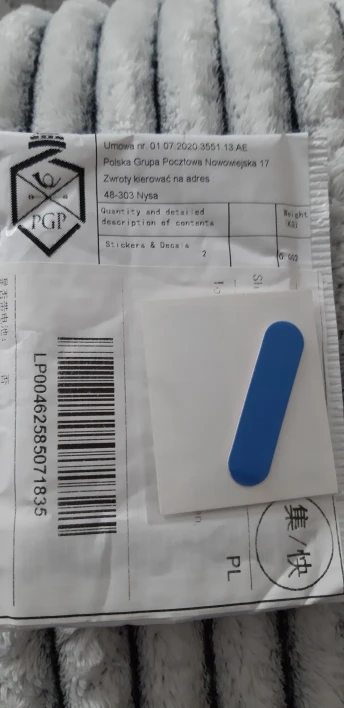 Umowa nr. 01.07.2020.3551.13.AE
Polska Grupa Pocztowa Nowowiejska 17
Zwroty kierować na adres
48-303 Nysa
PGP
Quantity and detailed
description of contents
Weight
(KG)
Stickers & Decals
2
LP00462585071835
PL
集/快